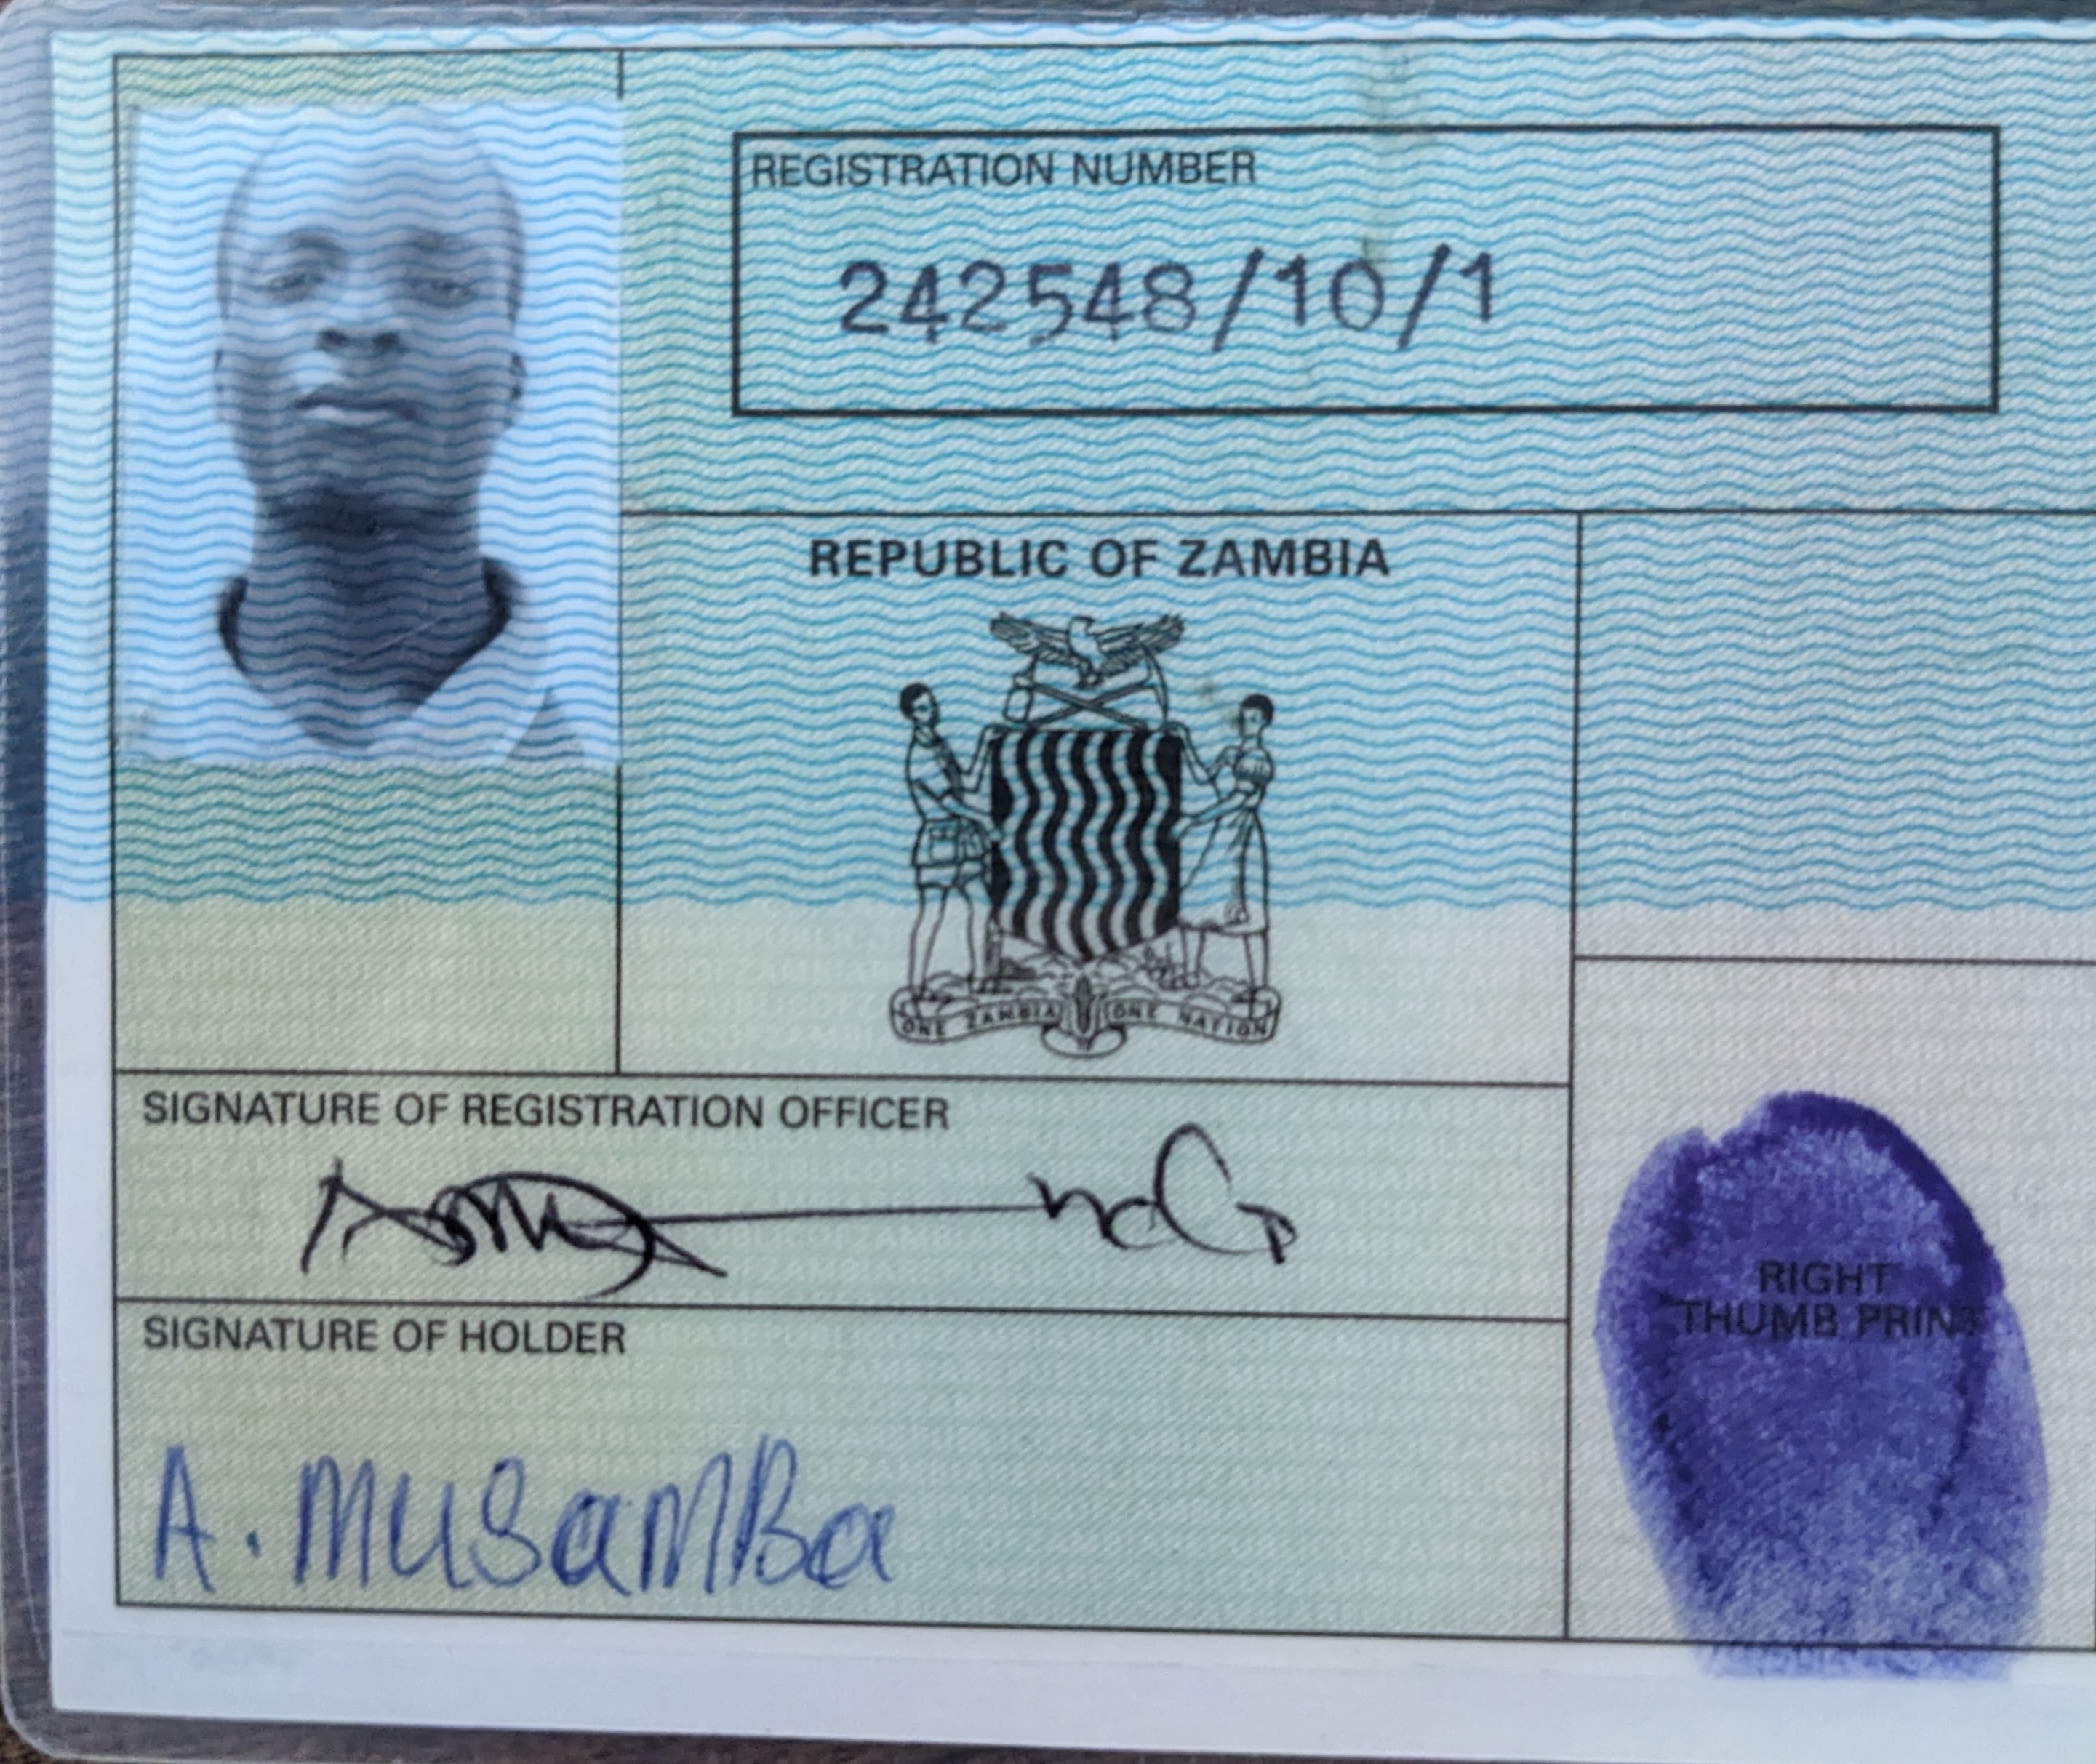 REGISTRATION NUMBER
242548/10/1
REPUBLIC OF ZAMBIA
ONE ZAMBIA ONE NATION
SIGNATURE OF REGISTRATION OFFICER
SIGNATURE OF HOLDER
A. MUSAMBA
RIGHT
THUMB PRINT